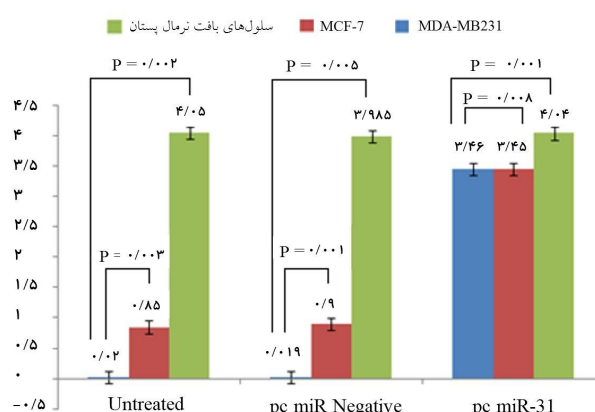 سلول‌های بافت نرمال پستان MCF-7 MDA-MB231
P = ۰/۰۰۲
P = ۰/۰۰۵
P = ۰/۰۰۱
P = ۰/۰۰۸
۴/۵
۴
۳/۵
۳
۲/۵
۲
۱/۵
۱
۰/۵
۰
-۰/۵
۴/۰۵
۳/۹۸۵
۳/۴۶
۳/۴۵
۴/۰۴
P = ۰/۰۰۳
P =۰/۰۰۱
۰/۰۲
۰/۸۵
۰/۰۱۹
۰/۹
Untreated
pc miR Negative
pc miR-31